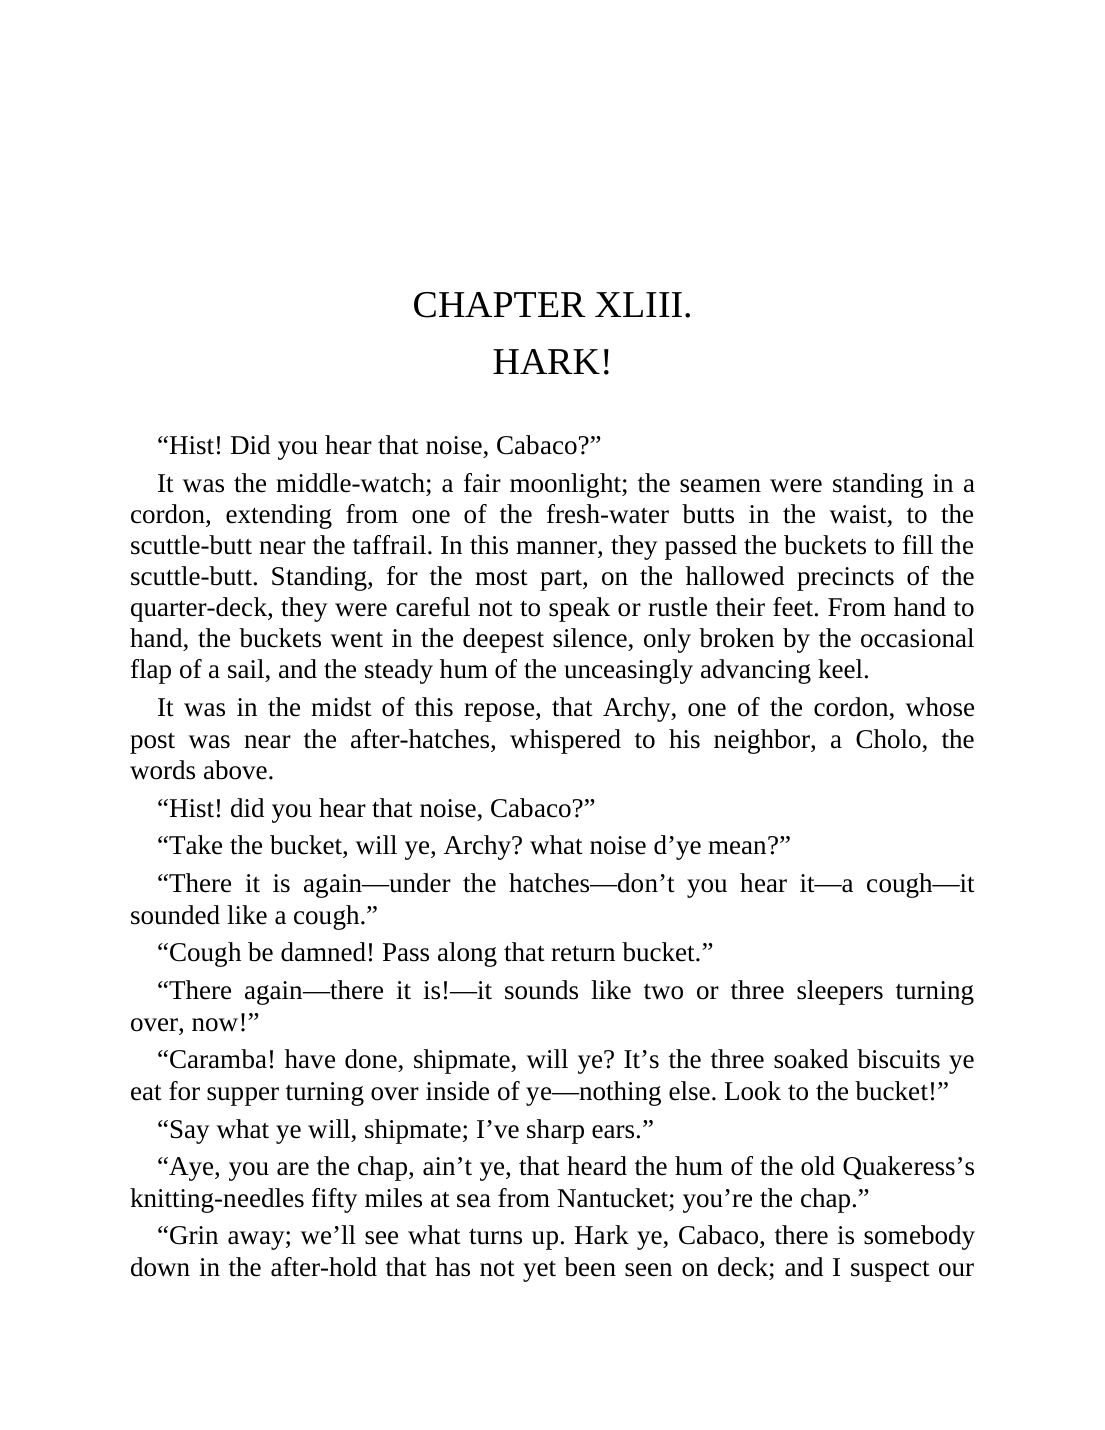 CHAPTER XLIII.
HARK!
“Hist! Did you hear that noise, Cabaco?”
It was the middle-watch; a fair moonlight; the seamen were standing in a
cordon, extending from one of the fresh-water butts in the waist, to the
scuttle-butt near the taffrail. In this manner, they passed the buckets to fill the
scuttle-butt. Standing, for the most part, on the hallowed precincts of the
quarter-deck, they were careful not to speak or rustle their feet. From hand to
hand, the buckets went in the deepest silence, only broken by the occasional
flap of a sail, and the steady hum of the unceasingly advancing keel.
It was in the midst of this repose, that Archy, one of the cordon, whose
post was near the after-hatches, whispered to his neighbor, a Cholo, the
words above.
“Hist! did you hear that noise, Cabaco?”
“Take the bucket, will ye, Archy? what noise d’ye mean?”
“There it is again—under the hatches—don’t you hear it—a cough—it
sounded like a cough.”
“Cough be damned! Pass along that return bucket.”
“There again—there it is!—it sounds like two or three sleepers turning
over, now!”
“Caramba! have done, shipmate, will ye? It’s the three soaked biscuits ye
eat for supper turning over inside of ye—nothing else. Look to the bucket!”
“Say what ye will, shipmate; I’ve sharp ears.”
“Aye, you are the chap, ain’t ye, that heard the hum of the old Quakeress’s
knitting-needles fifty miles at sea from Nantucket; you’re the chap.”
“Grin away; we’ll see what turns up. Hark ye, Cabaco, there is somebody
down in the after-hold that has not yet been seen on deck; and I suspect our